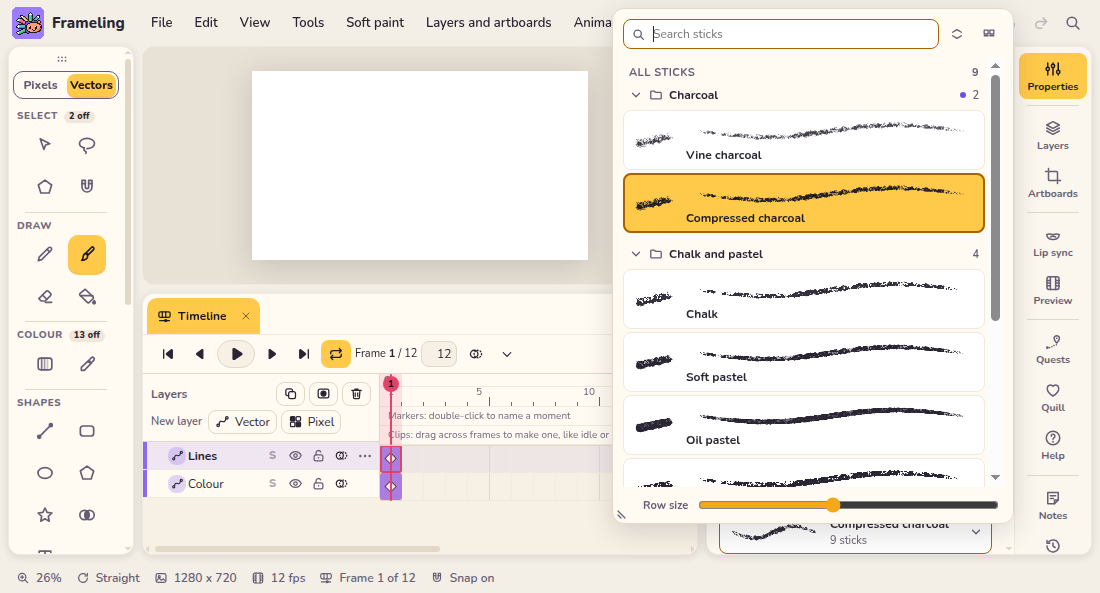 Frameling
File Edit View Tools Soft paint Layers and artboards Anima
Pixels Vectors
SELECT 2 off
DRAW
COLOUR 13 off
SHAPES
Timeline
Frame 1 / 12 12
Layers
1
5
10
New layer Vector Pixel
Markers: double-click to name a moment
Clips: drag across frames to make one, like idle or
Lines S
Colour S
Search sticks
ALL STICKS 9
Charcoal 2
Vine charcoal
Compressed charcoal
Chalk and pastel 4
Chalk
Soft pastel
Oil pastel
Row size
Compressed charcoal
9 sticks
Properties
Layers
Artboards
Lip sync
Preview
Quests
Quill
Help
Notes
26% Straight 1280 x 720 12 fps Frame 1 of 12 Snap on